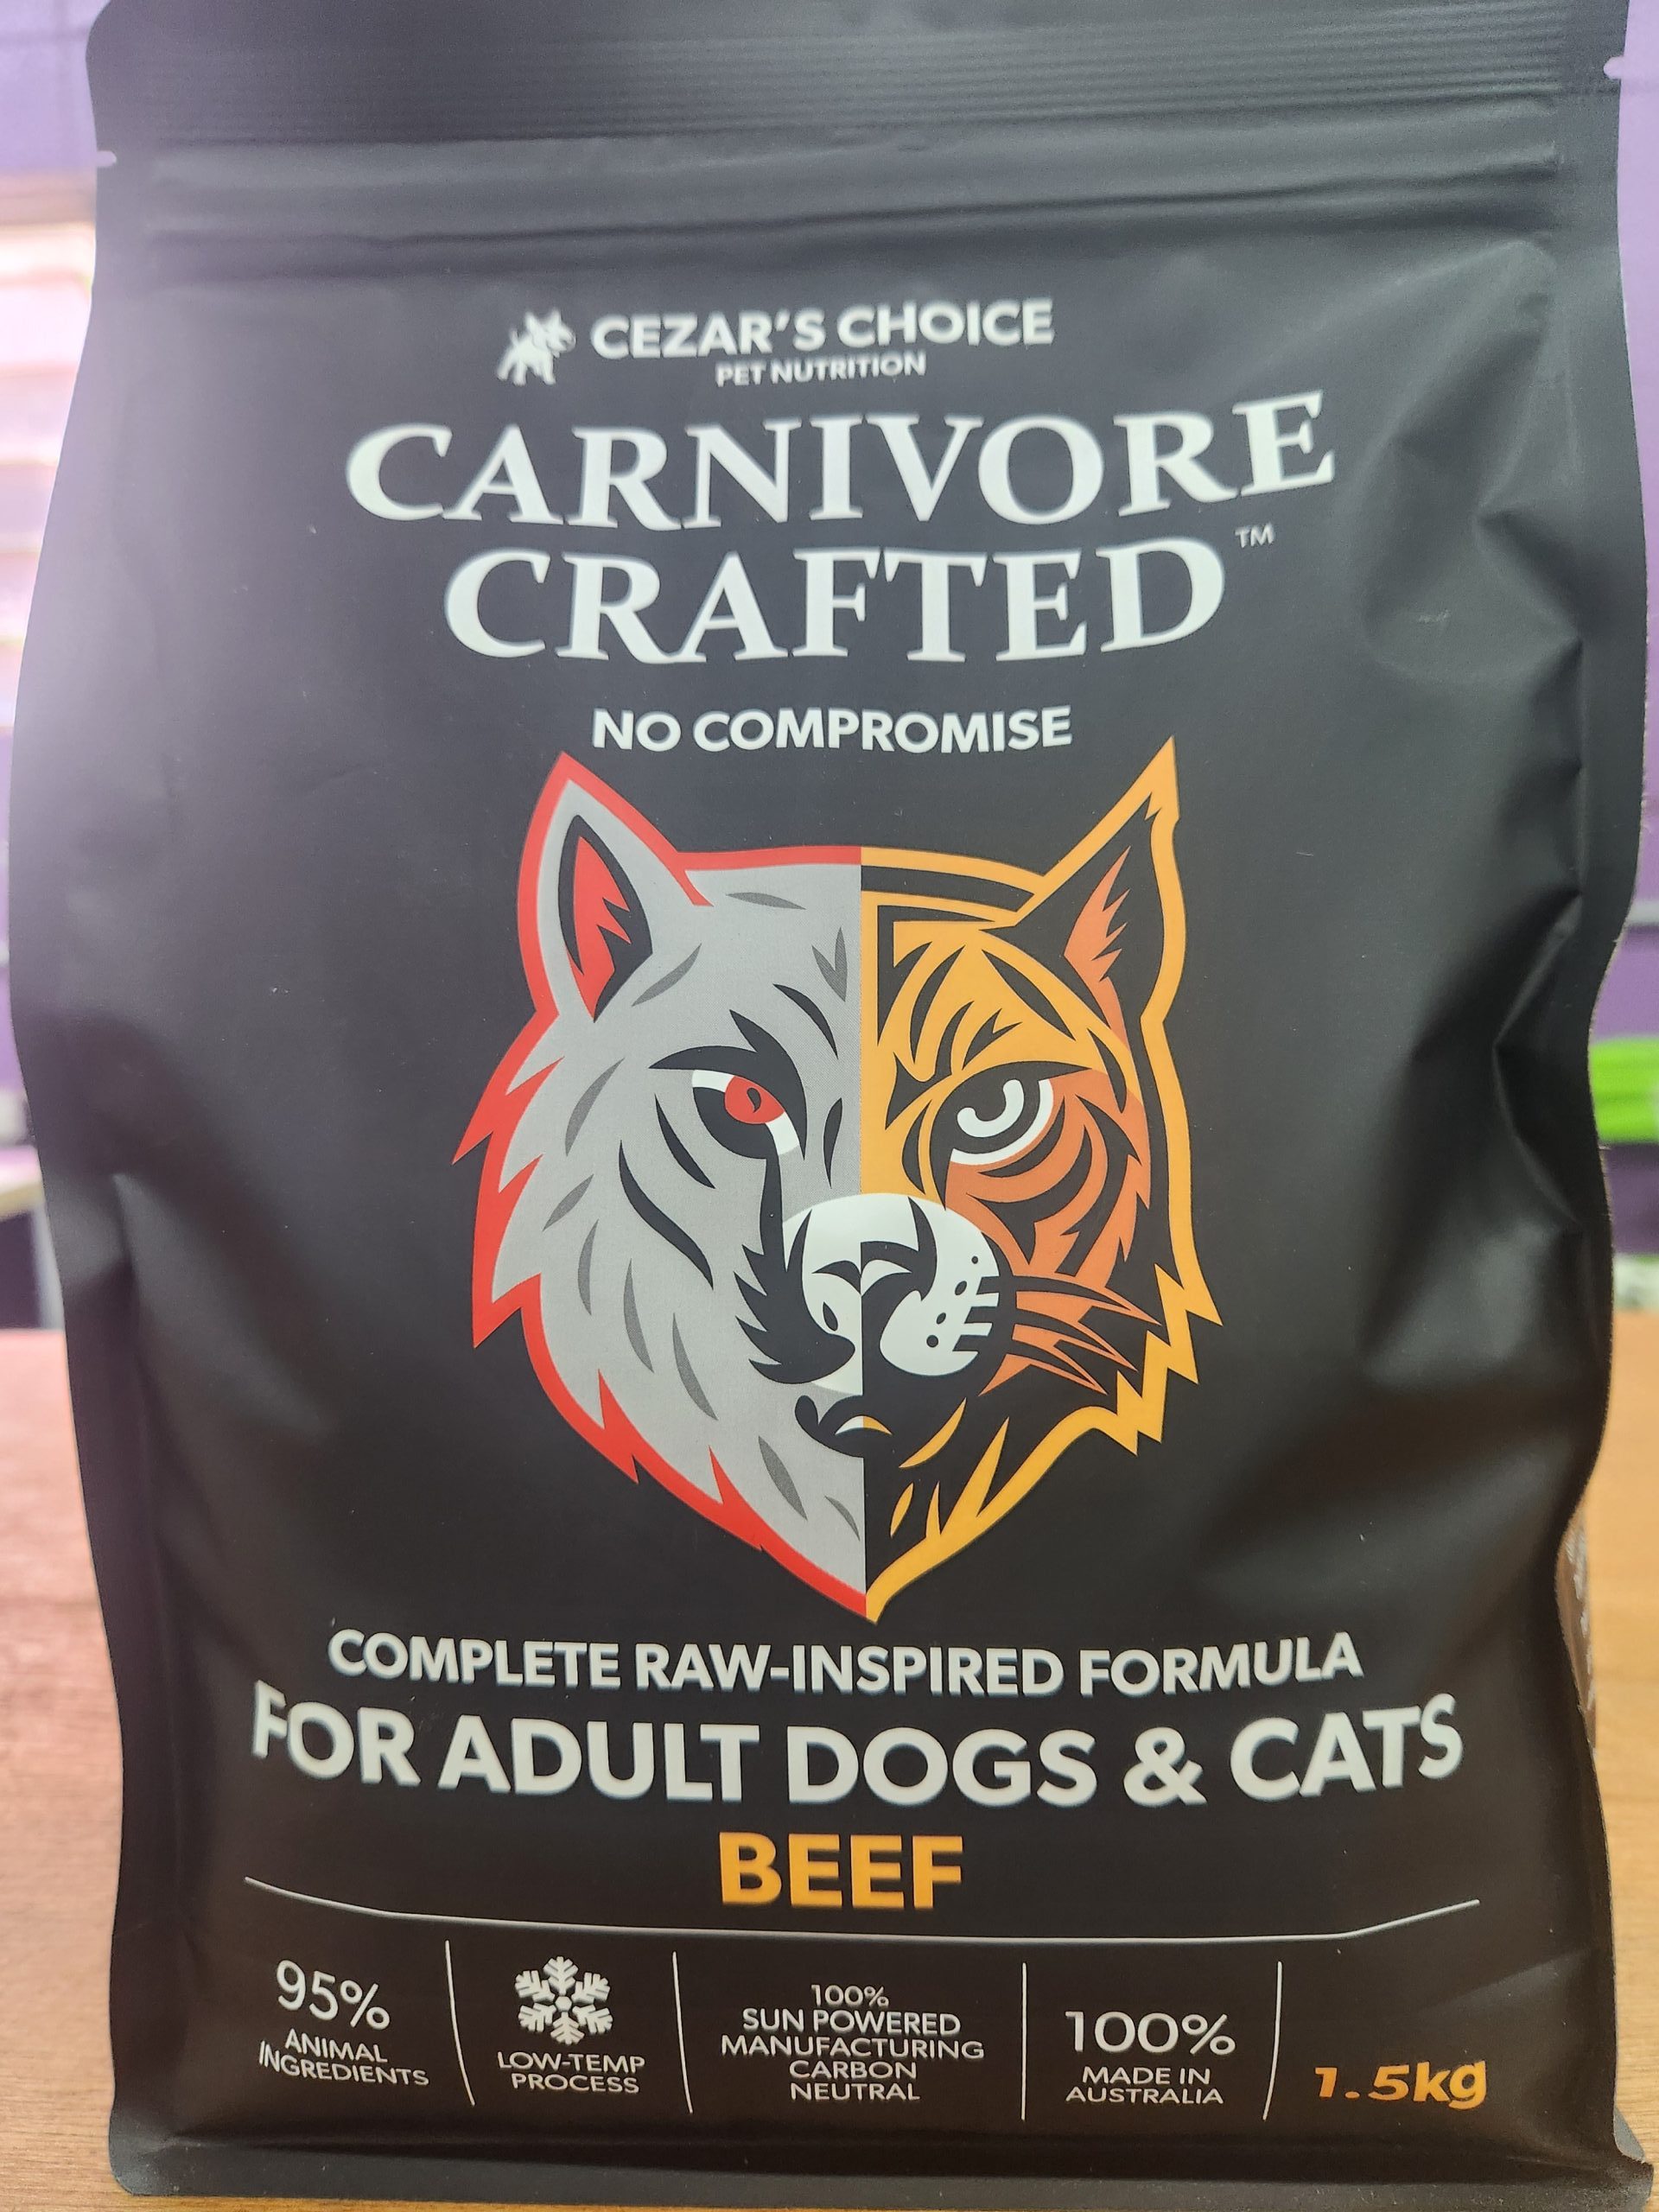 CEZAR'S CHOICE
PET NUTRITION
CARNIVORE
CRAFTED™
NO COMPROMISE
COMPLETE RAW-INSPIRED FORMULA
FOR ADULT DOGS & CATS
BEEF
95%
ANIMAL
INGREDIENTS
LOW-TEMP
PROCESS
100%
SUN POWERED
MANUFACTURING
CARBON
NEUTRAL
100%
MADE IN
AUSTRALIA
1.5kg